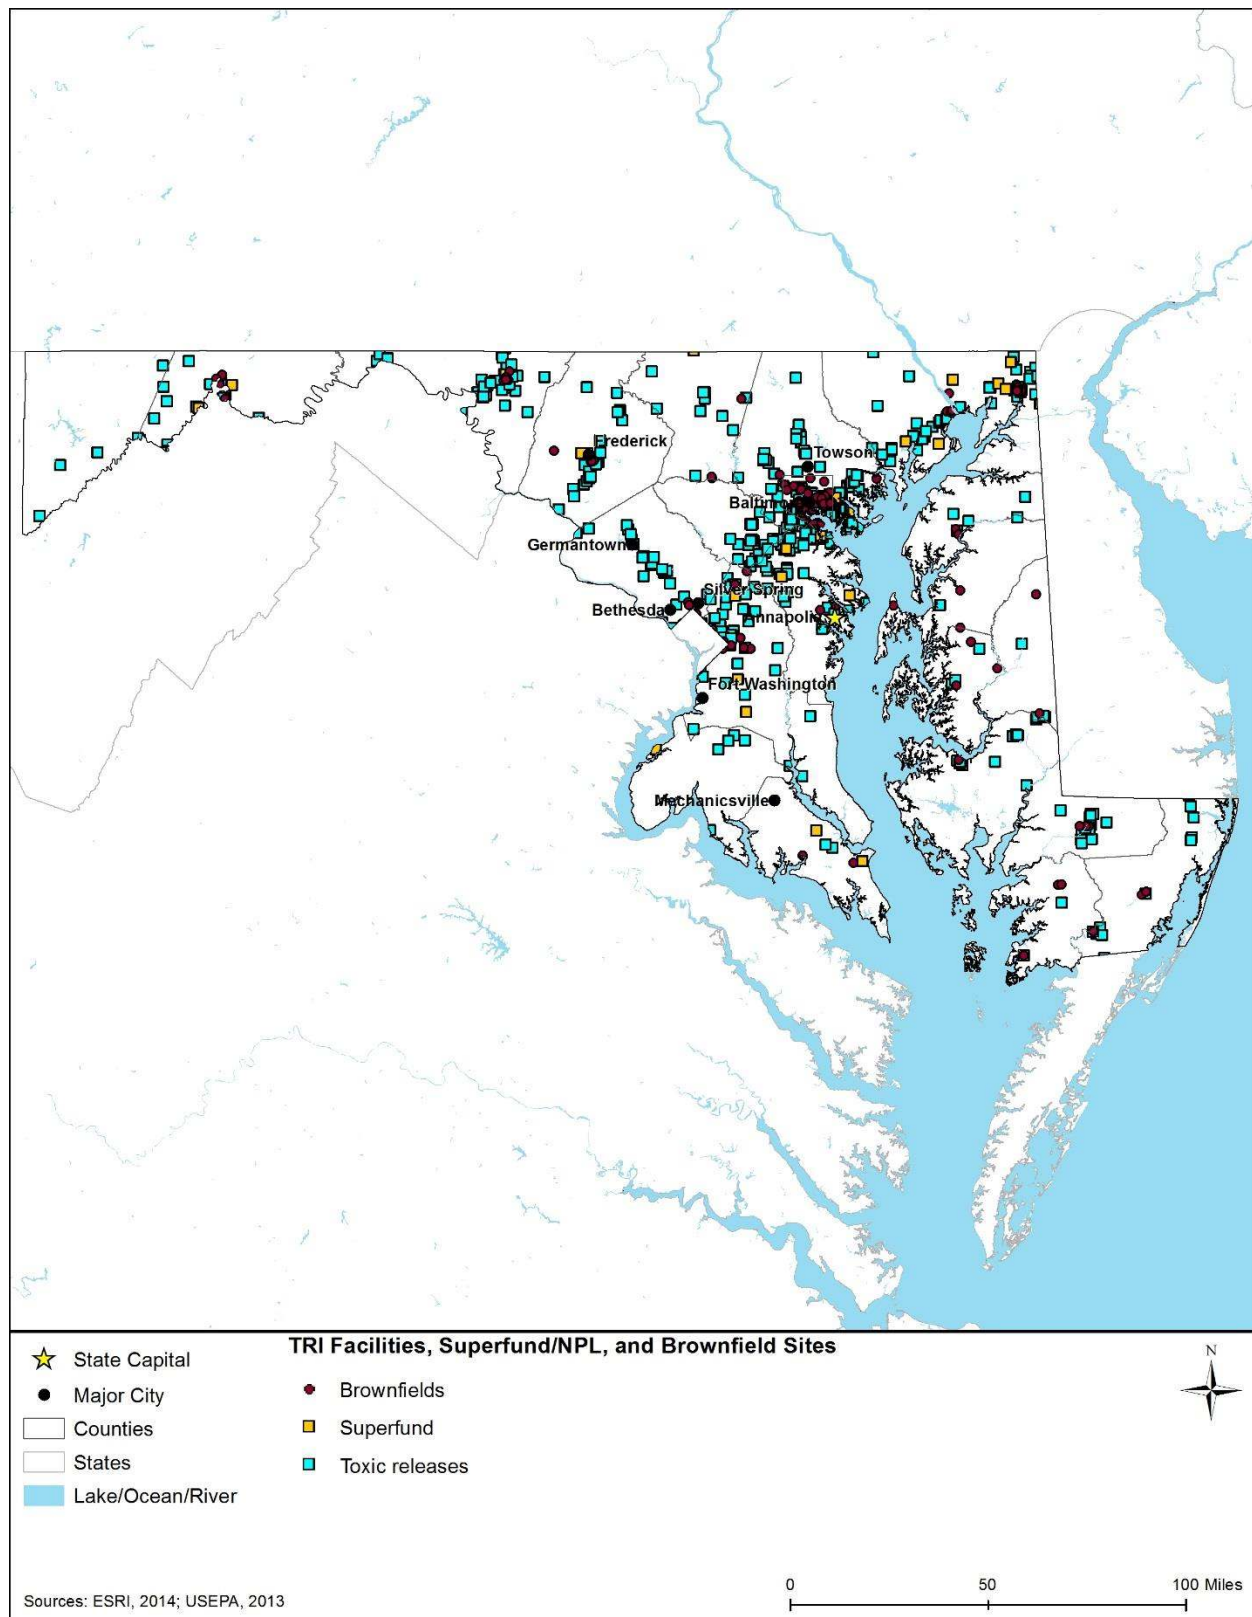 Frederick
Towson
Baltim
Germantown
Silver Spring
Bethesda
Annapolis
Fort Washington
Mechanicsville
TRI Facilities, Superfund/NPL, and Brownfield Sites
State Capital
Major City
Counties
States
Lake/Ocean/River
Brownfields
Superfund
Toxic releases
N
Sources: ESRI, 2014; USEPA, 2013
0 50 100 Miles